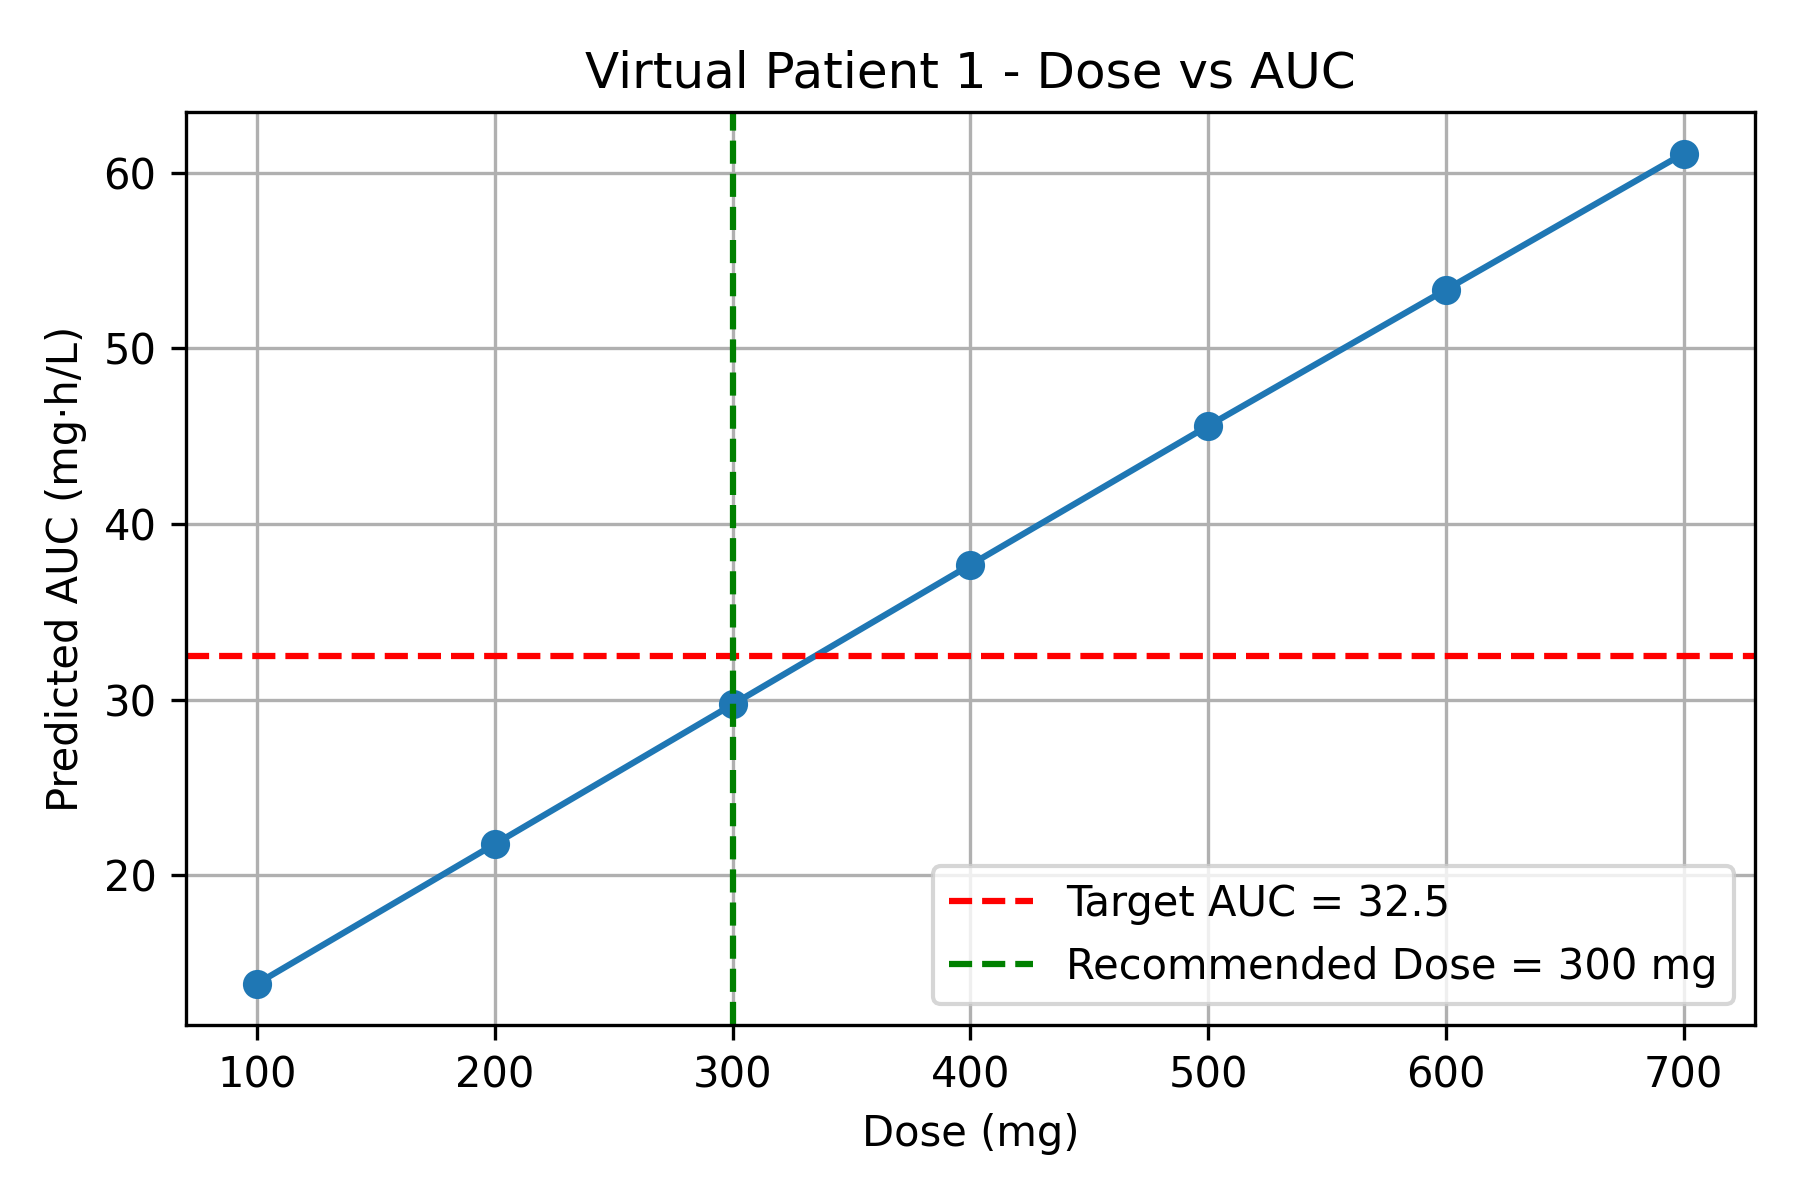 Virtual Patient 1 - Dose vs AUC
Predicted AUC (mg·h/L)
60
50
40
30
20
Target AUC = 32.5
Recommended Dose = 300 mg
100 200 300 400 500 600 700
Dose (mg)